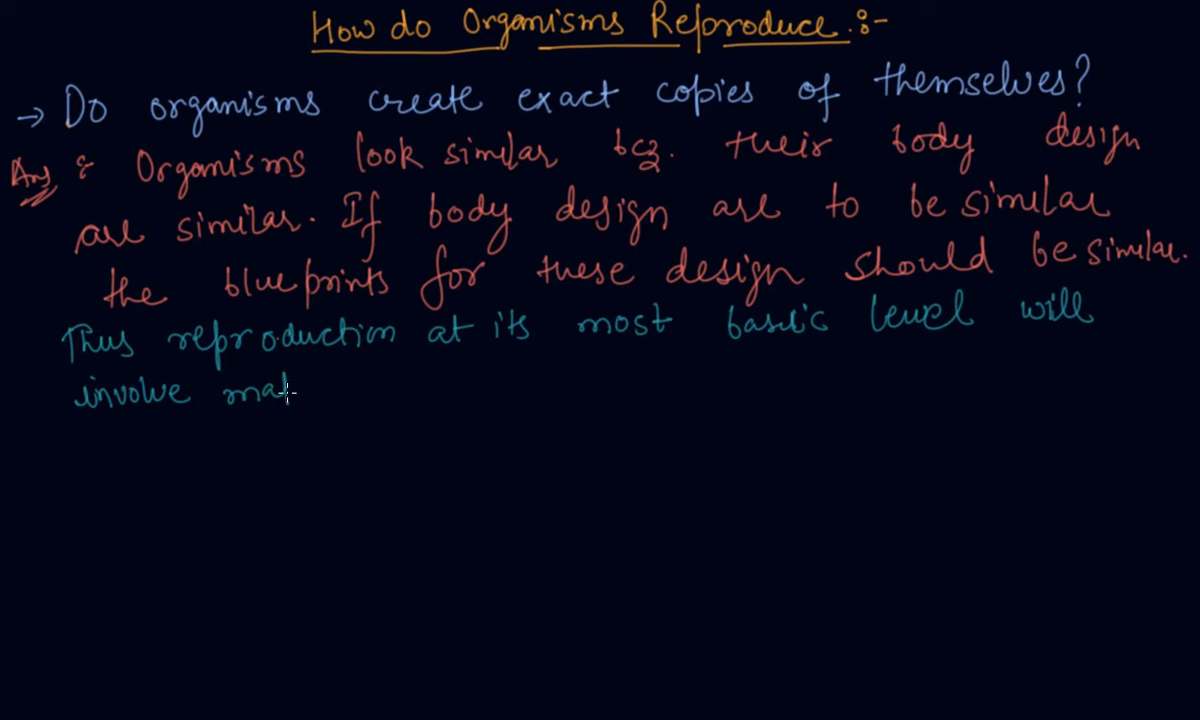 How do Organisms Reproduce :-
→ Do organisms create exact copies of themselves?
Ans : Organisms look similar bcz. their body design
are similar. If body design are to be similar
the blueprints for these design should be similar.
Thus reproduction at its most basic level will
involve mak